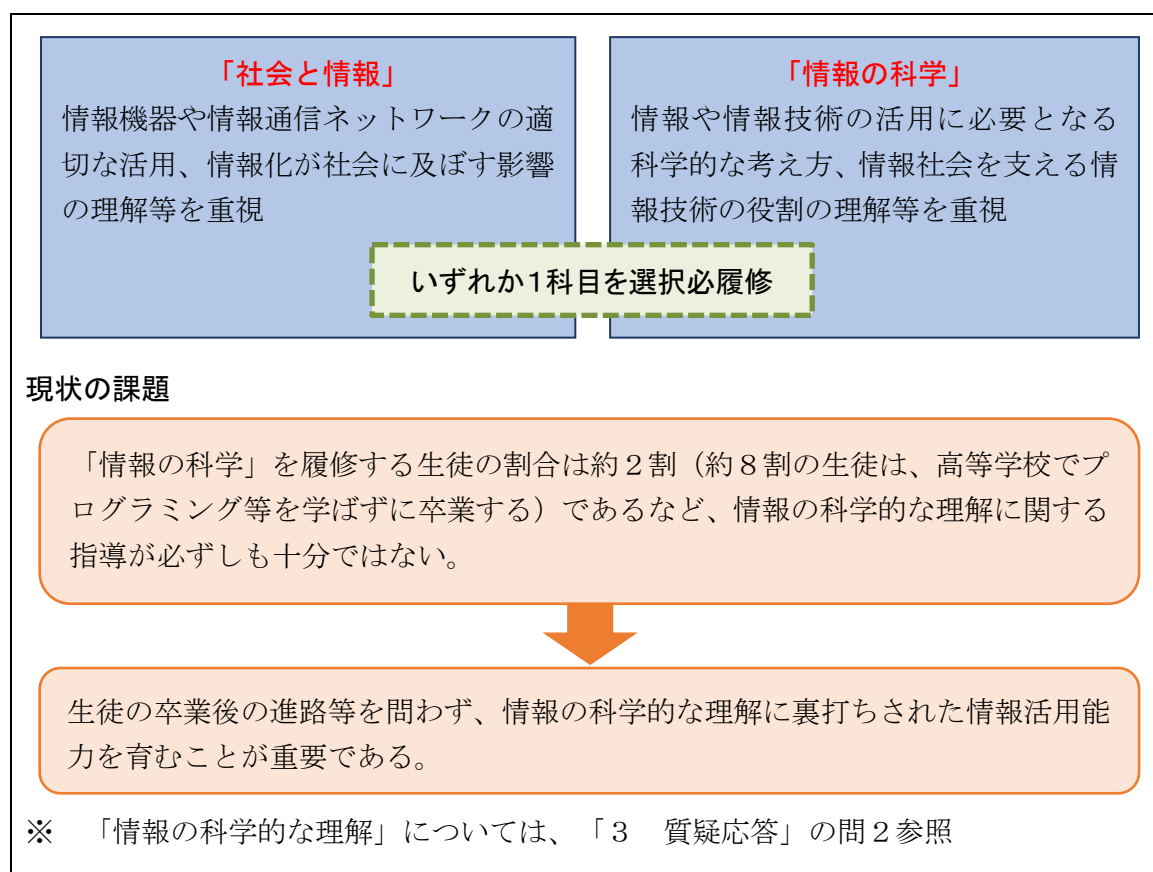 「社会と情報」
情報機器や情報通信ネットワークの適
切な活用、情報化が社会に及ぼす影響
の理解等を重視
「情報の科学」
情報や情報技術の活用に必要となる
科学的な考え方、情報社会を支える情
報技術の役割の理解等を重視
いずれか1科目を選択必履修
現状の課題
「情報の科学」を履修する生徒の割合は約２割（約８割の生徒は、高等学校でプ
ログラミング等を学ばずに卒業する）であるなど、情報の科学的な理解に関する
指導が必ずしも十分ではない。
生徒の卒業後の進路等を問わず、情報の科学的な理解に裏打ちされた情報活用能
力を育むことが重要である。
※　「情報の科学的な理解」については、「３　質疑応答」の問２参照